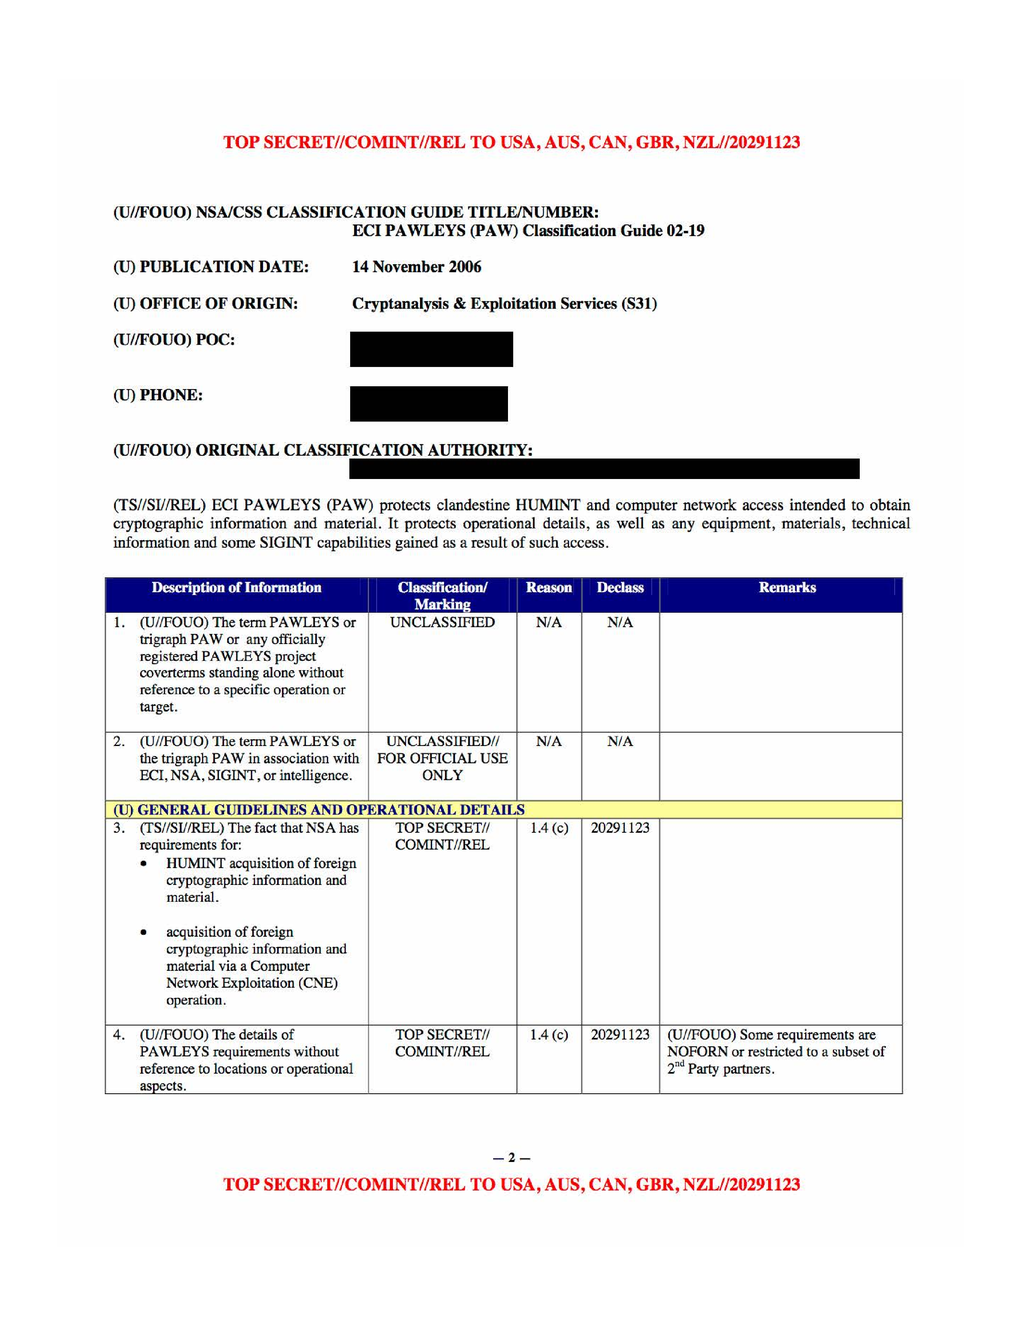 TOP SECRET//COMINT//REL TO USA, AUS, CAN, GBR, NZL//20291123
(U//FOUO) NSA/CSS CLASSIFICATION GUIDE TITLE/NUMBER:
ECI PAWLEYS (PAW) Classification Guide 02-19
(U) PUBLICATION DATE: 14 November 2006
(U) OFFICE OF ORIGIN: Cryptanalysis & Exploitation Services (S31)
(U//FOUO) POC:
(U) PHONE:
(U//FOUO) ORIGINAL CLASSIFICATION AUTHORITY:
(TS//SI//REL) ECI PAWLEYS (PAW) protects clandestine HUMINT and computer network access intended to obtain
cryptographic information and material. It protects operational details, as well as any equipment, materials, technical
information and some SIGINT capabilities gained as a result of such access.
Description of Information Classification/ Reason Declass Remarks
Marking
1. (U//FOUO) The term PAWLEYS or UNCLASSIFIED N/A N/A
trigraph PAW or any officially
registered PAWLEYS project
coverterms standing alone without
reference to a specific operation or
target.
2. (U//FOUO) The term PAWLEYS or UNCLASSIFIED// N/A N/A
the trigraph PAW in association with FOR OFFICIAL USE
ECI, NSA, SIGINT, or intelligence. ONLY
(U) GENERAL GUIDELINES AND OPERATIONAL DETAILS
3. (TS//SI//REL) The fact that NSA has TOP SECRET// 1.4 (c) 20291123
requirements for: COMINT//REL
• HUMINT acquisition of foreign
cryptographic information and
material.
• acquisition of foreign
cryptographic information and
material via a Computer
Network Exploitation (CNE)
operation.
4. (U//FOUO) The details of TOP SECRET// 1.4 (c) 20291123 (U//FOUO) Some requirements are
PAWLEYS requirements without COMINT//REL NOFORN or restricted to a subset of
reference to locations or operational 2nd Party partners.
aspects.
— 2 —
TOP SECRET//COMINT//REL TO USA, AUS, CAN, GBR, NZL//20291123